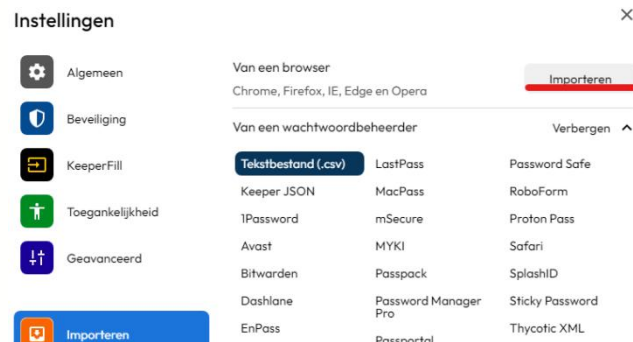 Instellingen
Algemeen
Beveiliging
KeeperFill
Toegankelijkheid
Geavanceerd
Importeren
Van een browser
Importeren
Chrome, Firefox, IE, Edge en Opera
Van een wachtwoordbeheerder
Verbergen
Tekstbestand (.csv)
LastPass
Password Safe
Keeper JSON
MacPass
RoboForm
1Password
mSecure
Proton Pass
Avast
MYKI
Safari
Bitwarden
Passpack
SplashID
Dashlane
Password Manager
Pro
Sticky Password
EnPass
Passportal
Thycotic XML